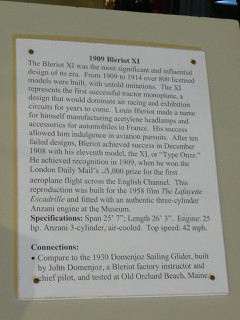 1909 Bleriot XI
The Bleriot XI was the most significant and influential
design of its era. From 1909 to 1914 over 800 licensed
models were built, with untold imitations. The XI
represents the first successful tractor monoplane, a
design that would dominate air racing and exhibition
circuits for years to come. Louis Bleriot made a name
for himself manufacturing acetylene headlamps and
accessories for automobiles in France. His success
allowed him indulgence in aviation pursuits. After ten
failed designs, Bleriot achieved success in December
1908 with his eleventh model, the XI, or "Type Onze."
He achieved recognition in 1909, when he won the
London Daily Mail's 1,000 prize for the first
aeroplane flight across the English Channel. This
reproduction was built for the 1958 film The Lafayette
Escadrille and fitted with an authentic three-cylinder
Anzani engine at the Museum.
Specifications: Span 25' 7"; Length 26' 3". Engine: 25
hp. Anzani 3-cylinder, air-cooled. Top speed: 42 mph.
Connections:
• Compare to the 1930 Domenjoz Sailing Glider, built
by John Domenjoz, a Bleriot factory instructor and
chief pilot, and tested at Old Orchard Beach, Maine.